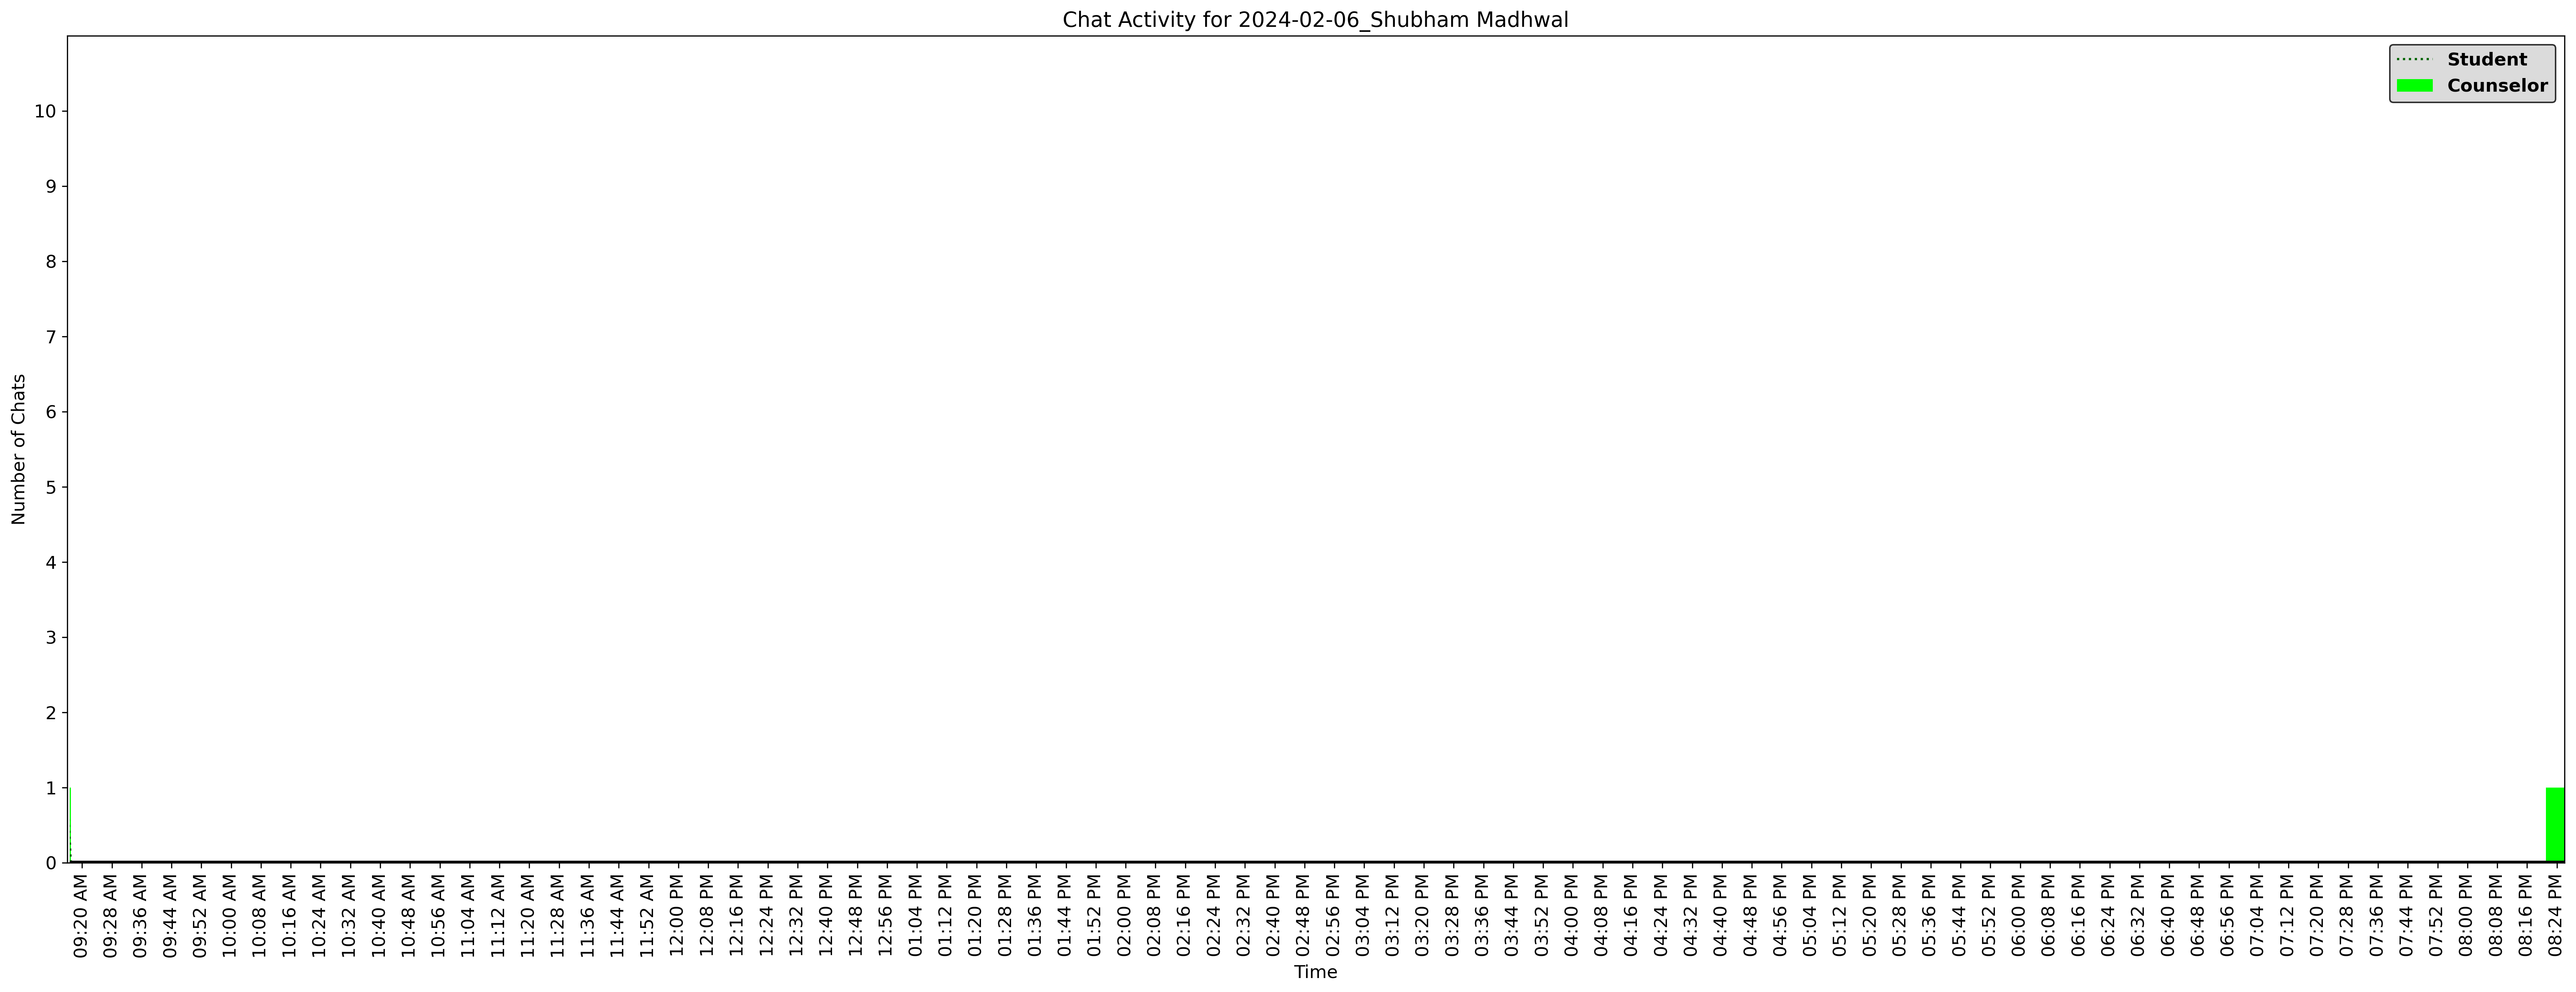 Chat Activity for 2024-02-06_Shubham Madhwal
Student
Counselor
Number of Chats
10
9
8
7
6
5
4
3
2
1
0
09:20 AM
09:28 AM
09:36 AM
09:44 AM
09:52 AM
10:00 AM
10:08 AM
10:16 AM
10:24 AM
10:32 AM
10:40 AM
10:48 AM
10:56 AM
11:04 AM
11:12 AM
11:20 AM
11:28 AM
11:36 AM
11:44 AM
11:52 AM
12:00 PM
12:08 PM
12:16 PM
12:24 PM
12:32 PM
12:40 PM
12:48 PM
12:56 PM
01:04 PM
01:12 PM
01:20 PM
01:28 PM
01:36 PM
01:44 PM
01:52 PM
02:00 PM
02:08 PM
02:16 PM
02:24 PM
02:32 PM
02:40 PM
02:48 PM
02:56 PM
03:04 PM
03:12 PM
03:20 PM
03:28 PM
03:36 PM
03:44 PM
03:52 PM
04:00 PM
04:08 PM
04:16 PM
04:24 PM
04:32 PM
04:40 PM
04:48 PM
04:56 PM
05:04 PM
05:12 PM
05:20 PM
05:28 PM
05:36 PM
05:44 PM
05:52 PM
06:00 PM
06:08 PM
06:16 PM
06:24 PM
06:32 PM
06:40 PM
06:48 PM
06:56 PM
07:04 PM
07:12 PM
07:20 PM
07:28 PM
07:36 PM
07:44 PM
07:52 PM
08:00 PM
08:08 PM
08:16 PM
08:24 PM
Time